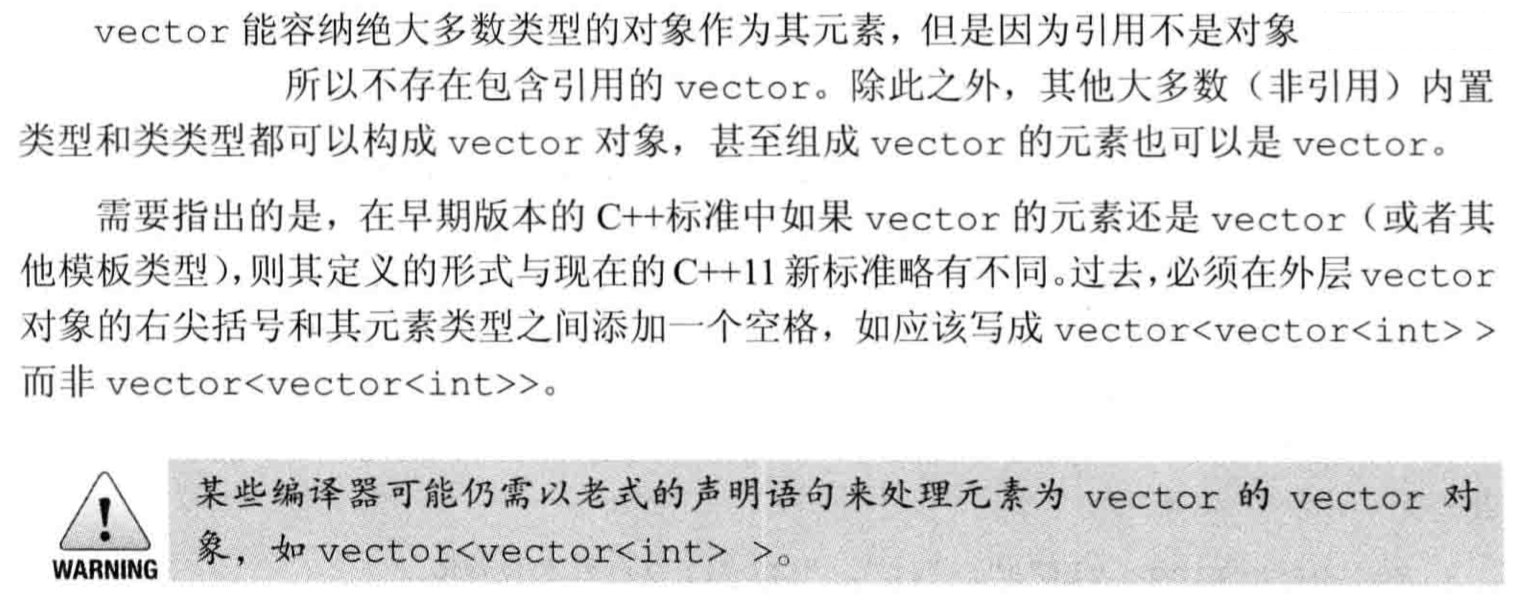 vector 能容纳绝大多数类型的对象作为其元素，但是因为引用不是对象
所以不存在包含引用的 vector。除此之外，其他大多数（非引用）内置
类型和类类型都可以构成 vector 对象，甚至组成 vector 的元素也可以是 vector。
需要指出的是，在早期版本的 C++标准中如果 vector 的元素还是 vector（或者其
他模板类型），则其定义的形式与现在的C++11 新标准略有不同。过去，必须在外层 vector
对象的右尖括号和其元素类型之间添加一个空格，如应该写成 vector<vector<int> >
而非 vector<vector<int>>。
某些编译器可能仍需以老式的声明语句来处理元素为 vector 的 vector 对
象，如 vector<vector<int> >。
WARNING